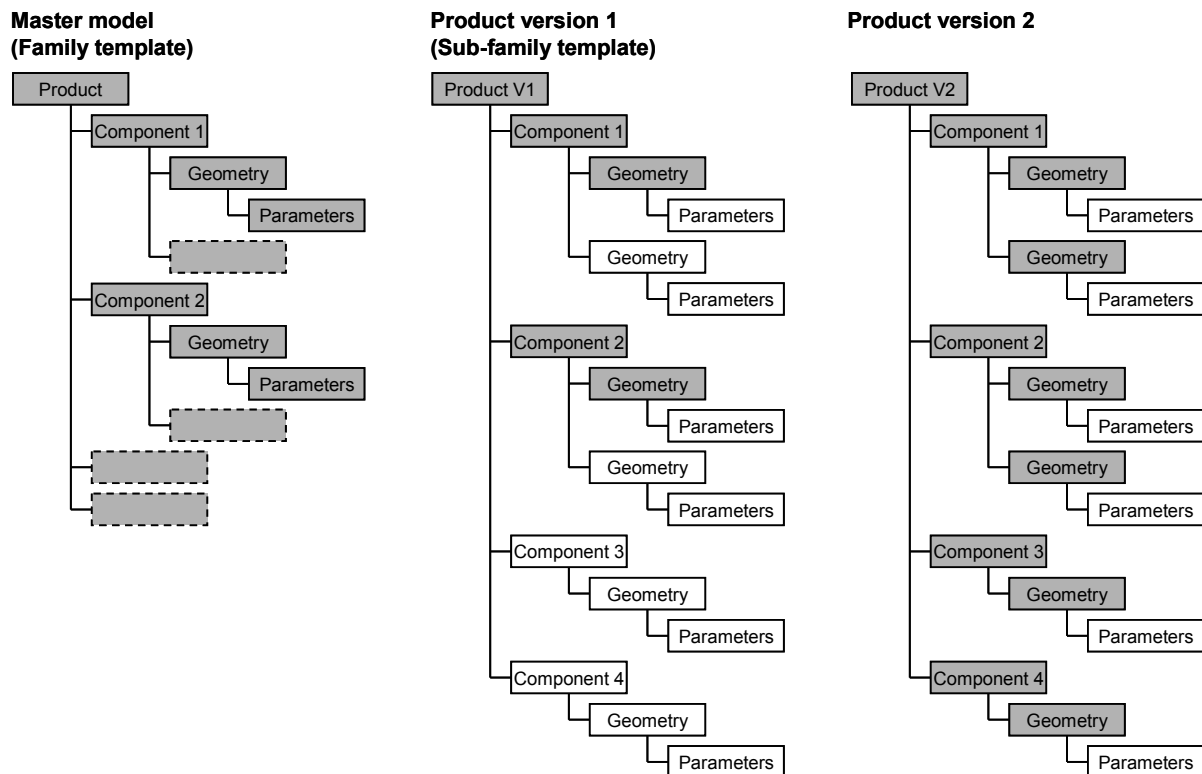 Master model
(Family template)
Product
Component 1
Geometry
Parameters
Component 2
Geometry
Parameters
Product version 1
(Sub-family template)
Product V1
Component 1
Geometry
Parameters
Geometry
Parameters
Component 2
Geometry
Parameters
Geometry
Parameters
Component 3
Geometry
Parameters
Component 4
Geometry
Parameters
Product version 2
Product V2
Component 1
Geometry
Parameters
Geometry
Parameters
Component 2
Geometry
Parameters
Geometry
Parameters
Component 3
Geometry
Parameters
Component 4
Geometry
Parameters